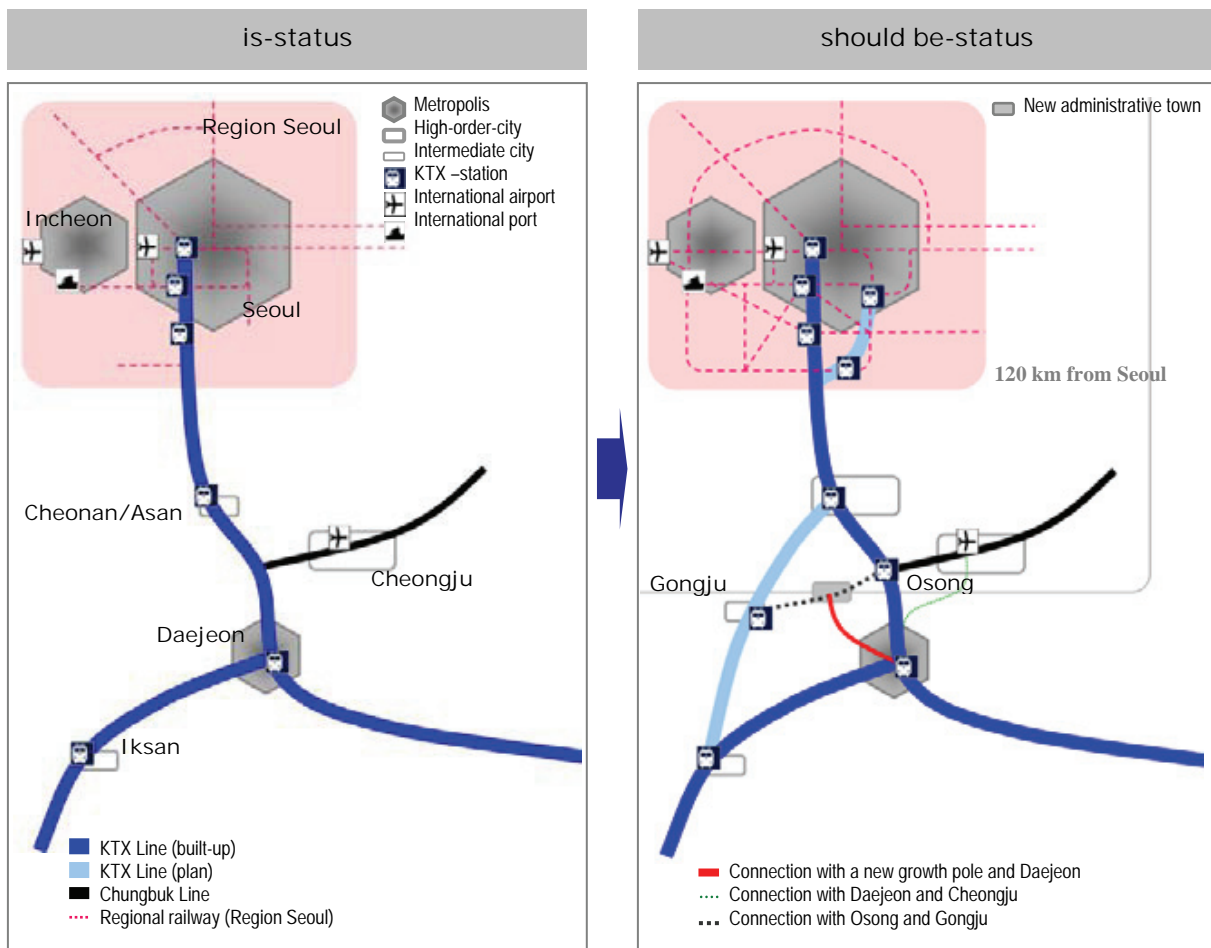 is-status
Region Seoul
Metropolis
High-order-city
Intermediate city
KTX –station
International airport
International port
Incheon
Seoul
Cheonan/Asan
Cheongju
Daejeon
Iksan
KTX Line (built-up)
KTX Line (plan)
Chungbuk Line
Regional railway (Region Seoul)
should be-status
New administrative town
120 km from Seoul
Gongju
Osong
Connection with a new growth pole and Daejeon
Connection with Daejeon and Cheongju
Connection with Osong and Gongju